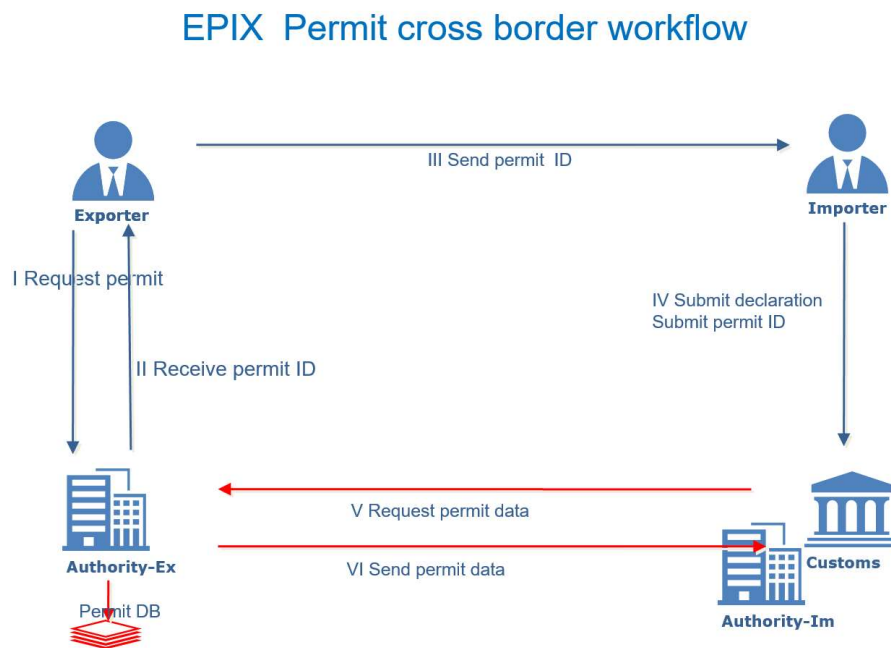 EPIX  Permit cross border workflow
III Send permit  ID
Exporter
Importer
I Request permit
IV Submit declaration
Submit permit ID
II Receive permit ID
V Request permit data
Authority-Ex
VI Send permit data
Customs
Permit DB
Authority-Im